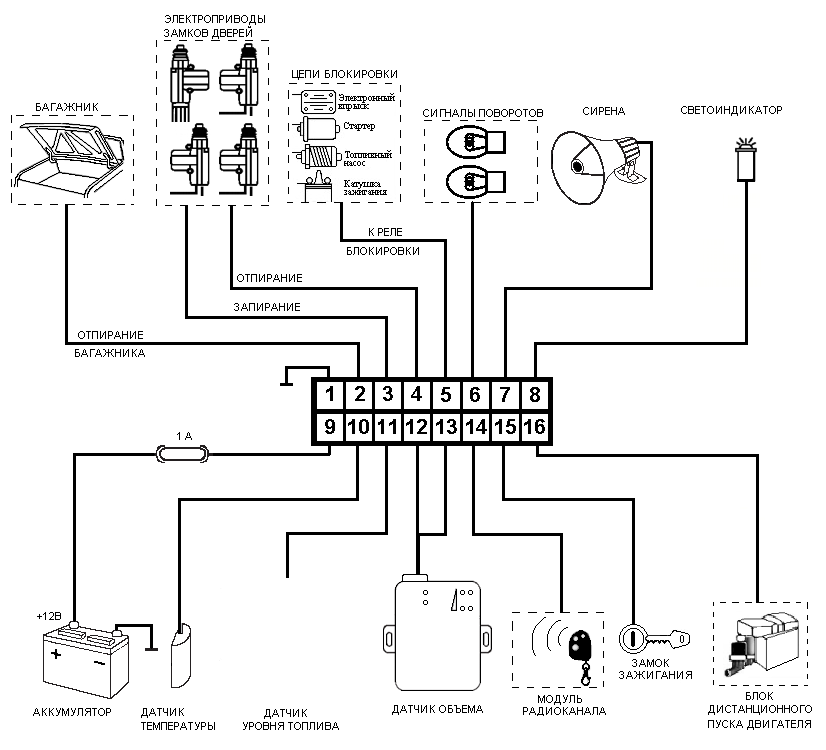 ЭЛЕКТРОПРИВОДЫ
ЗАМКОВ ДВЕРЕЙ
ЦЕПИ БЛОКИРОВКИ
БАГАЖНИК
Электронный
впрыск
Стартер
Топливный
насос
Катушка
зажигания
СИГНАЛЫ ПОВОРОТОВ
СИРЕНА
СВЕТОИНДИКАТОР
К РЕЛЕ
БЛОКИРОВКИ
ОТПИРАНИЕ
ЗАПИРАНИЕ
ОТПИРАНИЕ
БАГАЖНИКА
1 2 3 4 5 6 7 8
9 10 11 12 13 14 15 16
1 А
+12В
+ −
АККУМУЛЯТОР
ДАТЧИК
ТЕМПЕРАТУРЫ
ДАТЧИК
УРОВНЯ ТОПЛИВА
ДАТЧИК ОБЪЕМА
МОДУЛЬ
РАДИОКАНАЛА
ЗАМОК
ЗАЖИГАНИЯ
БЛОК
ДИСТАНЦИОННОГО
ПУСКА ДВИГАТЕЛЯ